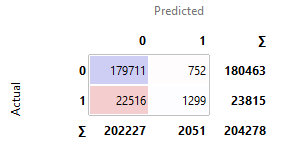 Predicted
0 1 Σ
Actual
0 179711 752 180463
1 22516 1299 23815
Σ 202227 2051 204278